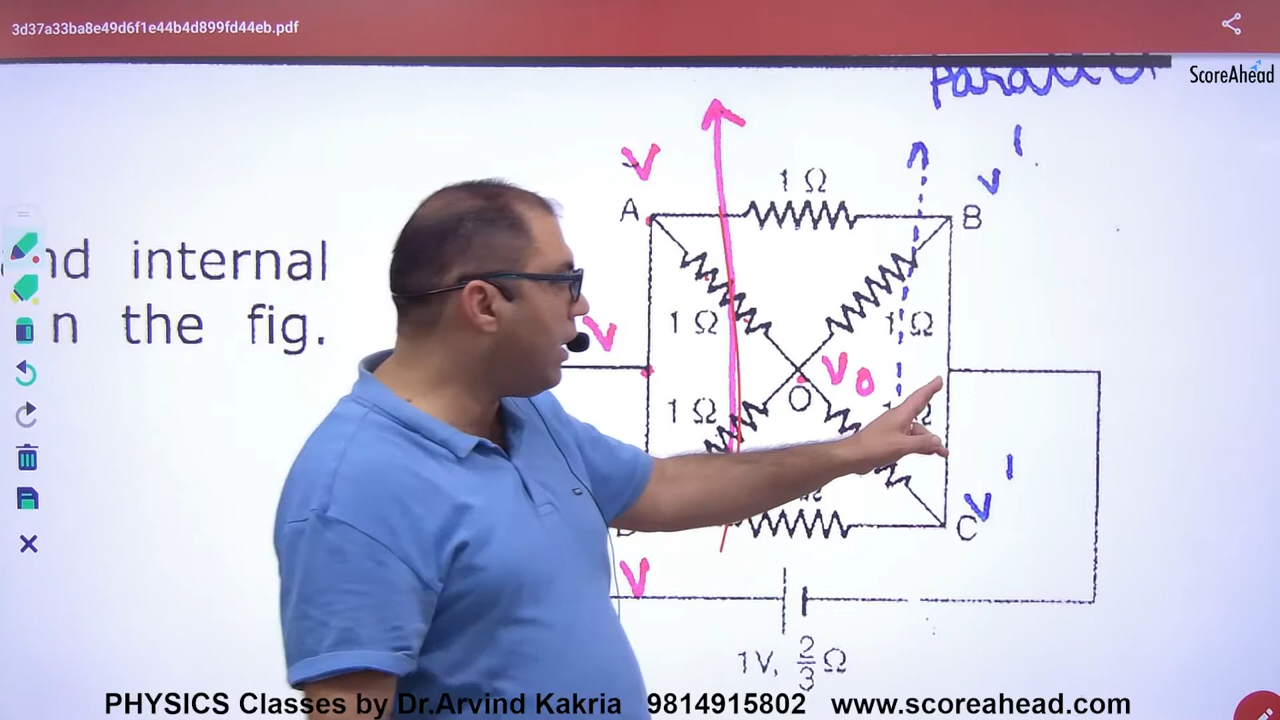 3d37a33ba8e49d6f1e44b4d899fd44eb.pdf
ScoreAhead
Parallel
V
1 Ω
V'
A
B
nd internal
n the fig.
V
1 Ω
1 Ω
V0
O
1 Ω
Ω
V'
C
V
1V, 2/3 Ω
PHYSICS Classes by Dr.Arvind Kakria 9814915802 www.scoreahead.com